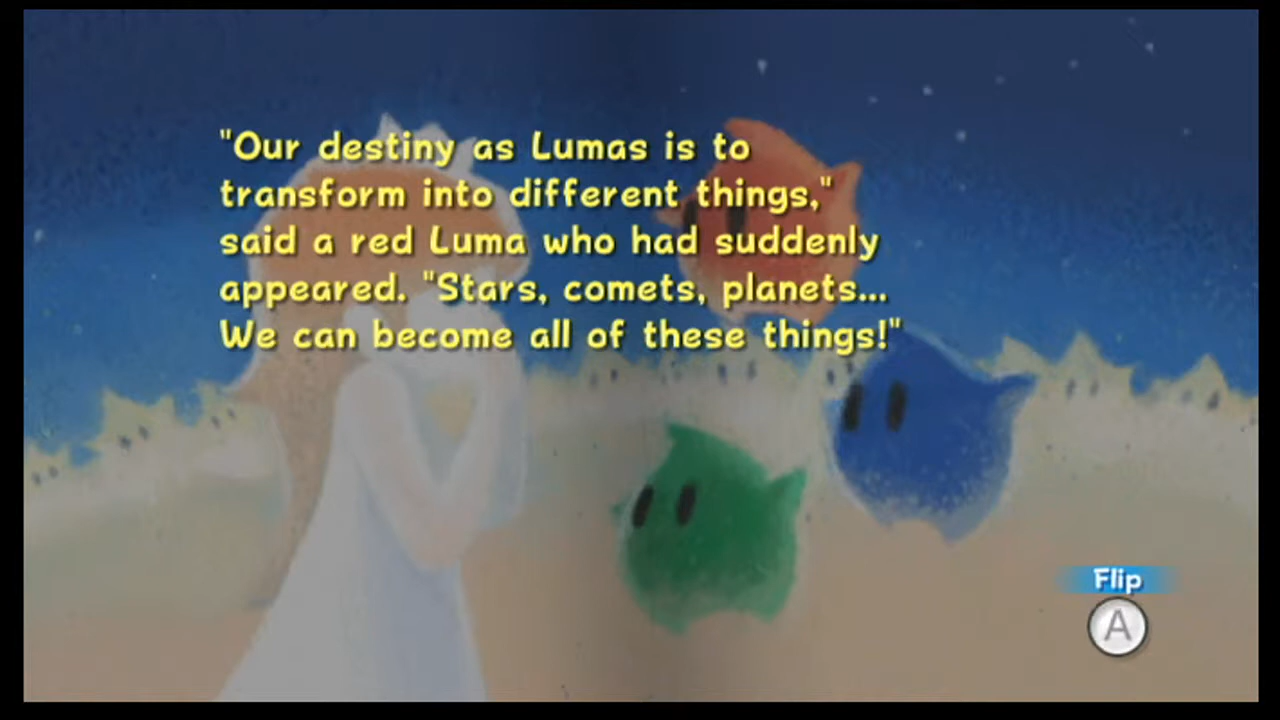 "Our destiny as Lumas is to
transform into different things,"
said a red Luma who had suddenly
appeared. "Stars, comets, planets...
We can become all of these things!"
Flip
A